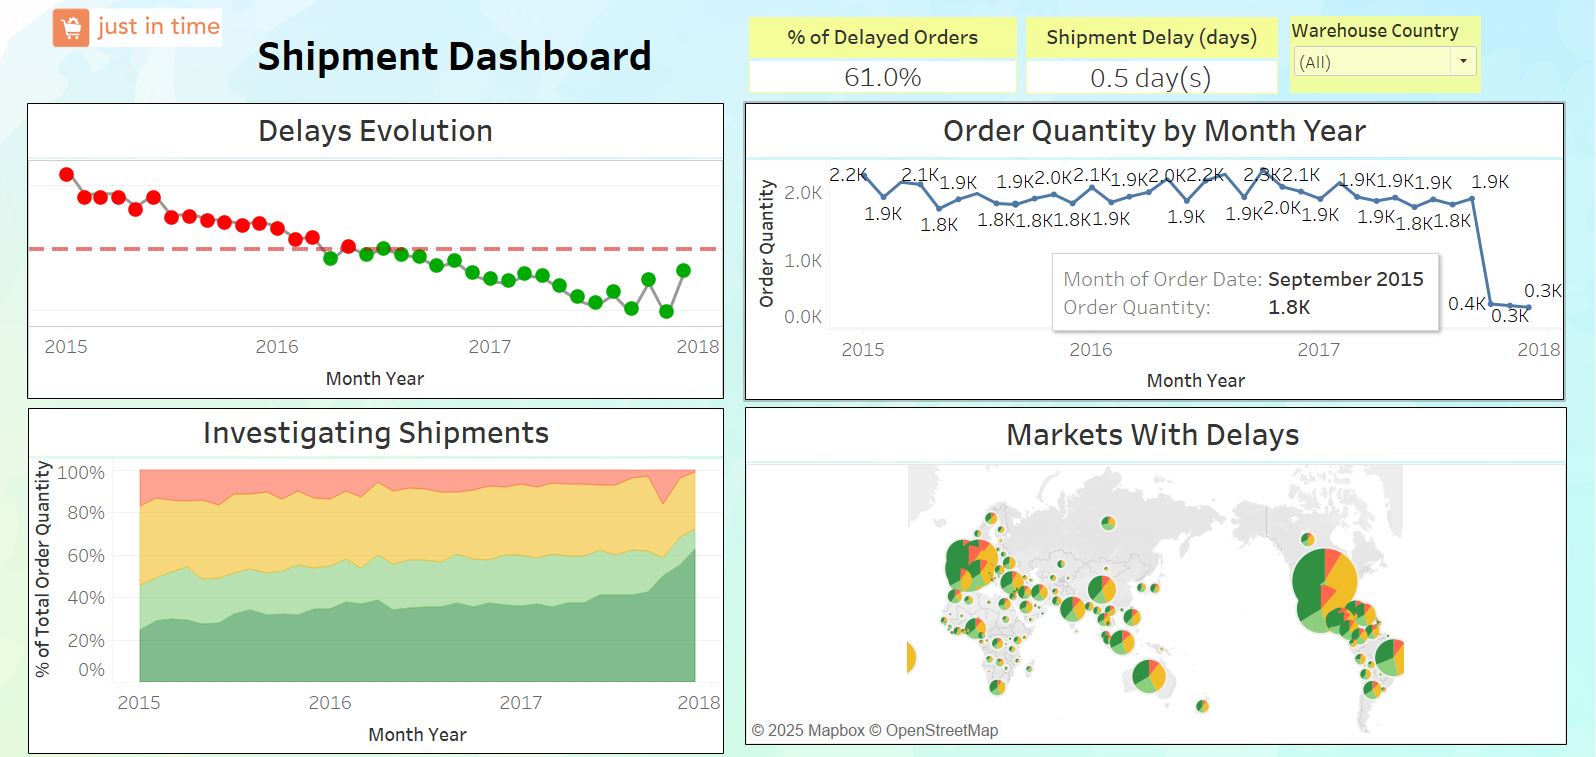 just in time
Shipment Dashboard
% of Delayed Orders
61.0%
Shipment Delay (days)
0.5 day(s)
Warehouse Country
(All)
Delays Evolution
2015 2016 2017 2018
Month Year
Order Quantity by Month Year
Order Quantity
2.0K
1.0K
0.0K
2.2K 2.1K 1.9K 1.9K 2.0K 2.1K 1.9K 2.0K 2.2K 2.3K 2.1K 1.9K 1.9K 1.9K 1.9K
1.9K 1.8K 1.8K 1.8K 1.8K 1.9K 1.9K 1.9K 2.0K 1.9K 1.9K 1.8K 1.8K
Month of Order Date: September 2015
Order Quantity: 1.8K
0.4K 0.3K 0.3K
2015 2016 2017 2018
Month Year
Investigating Shipments
% of Total Order Quantity
100%
80%
60%
40%
20%
0%
2015 2016 2017 2018
Month Year
Markets With Delays
© 2025 Mapbox © OpenStreetMap